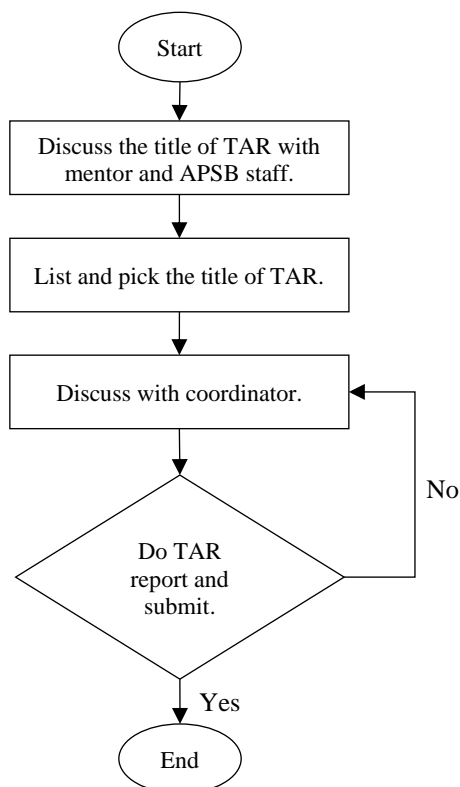 Start
Discuss the title of TAR with
mentor and APSB staff.
List and pick the title of TAR.
Discuss with coordinator.
No
Do TAR
report and
submit.
Yes
End